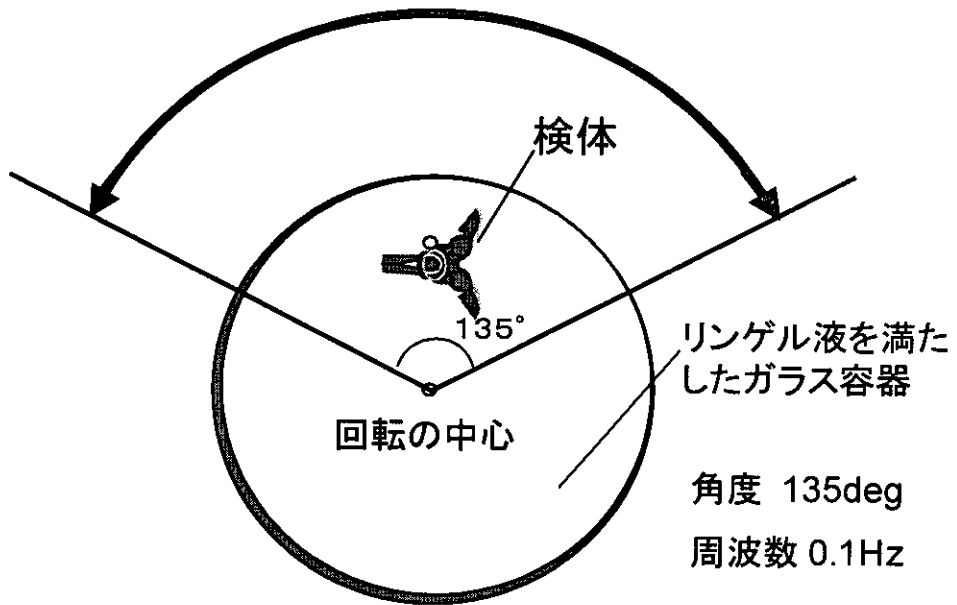 検体
135°
リンゲル液を満た
したガラス容器
回転の中心
角度 135deg
周波数 0.1Hz